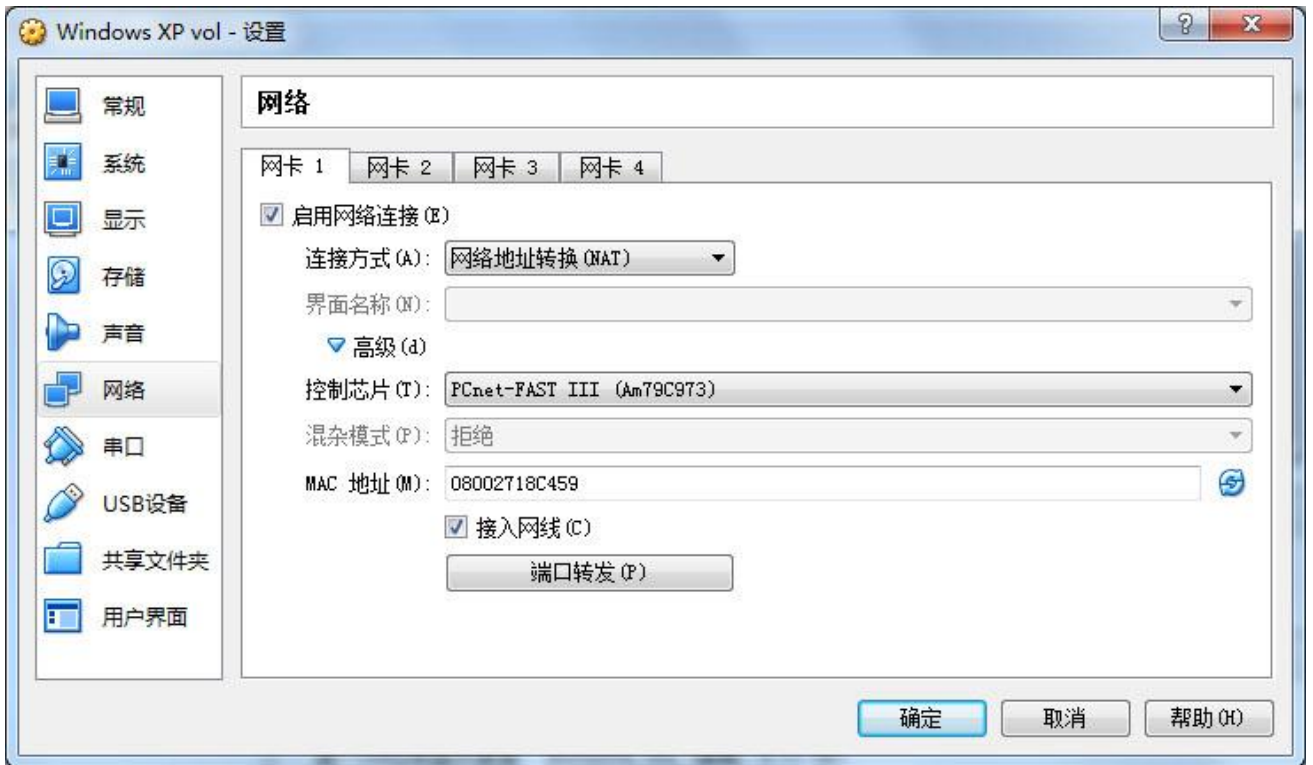 Windows XP vol - 设置
常规
系统
显示
存储
声音
网络
串口
USB设备
共享文件夹
用户界面
网络
网卡 1
网卡 2
网卡 3
网卡 4
启用网络连接(E)
连接方式(A): 网络地址转换(NAT)
界面名称(N):
高级(d)
控制芯片(T): PCnet-FAST III (Am79C973)
混杂模式(P): 拒绝
MAC 地址(M): 08002718C459
接入网线(C)
端口转发(P)
确定
取消
帮助(H)